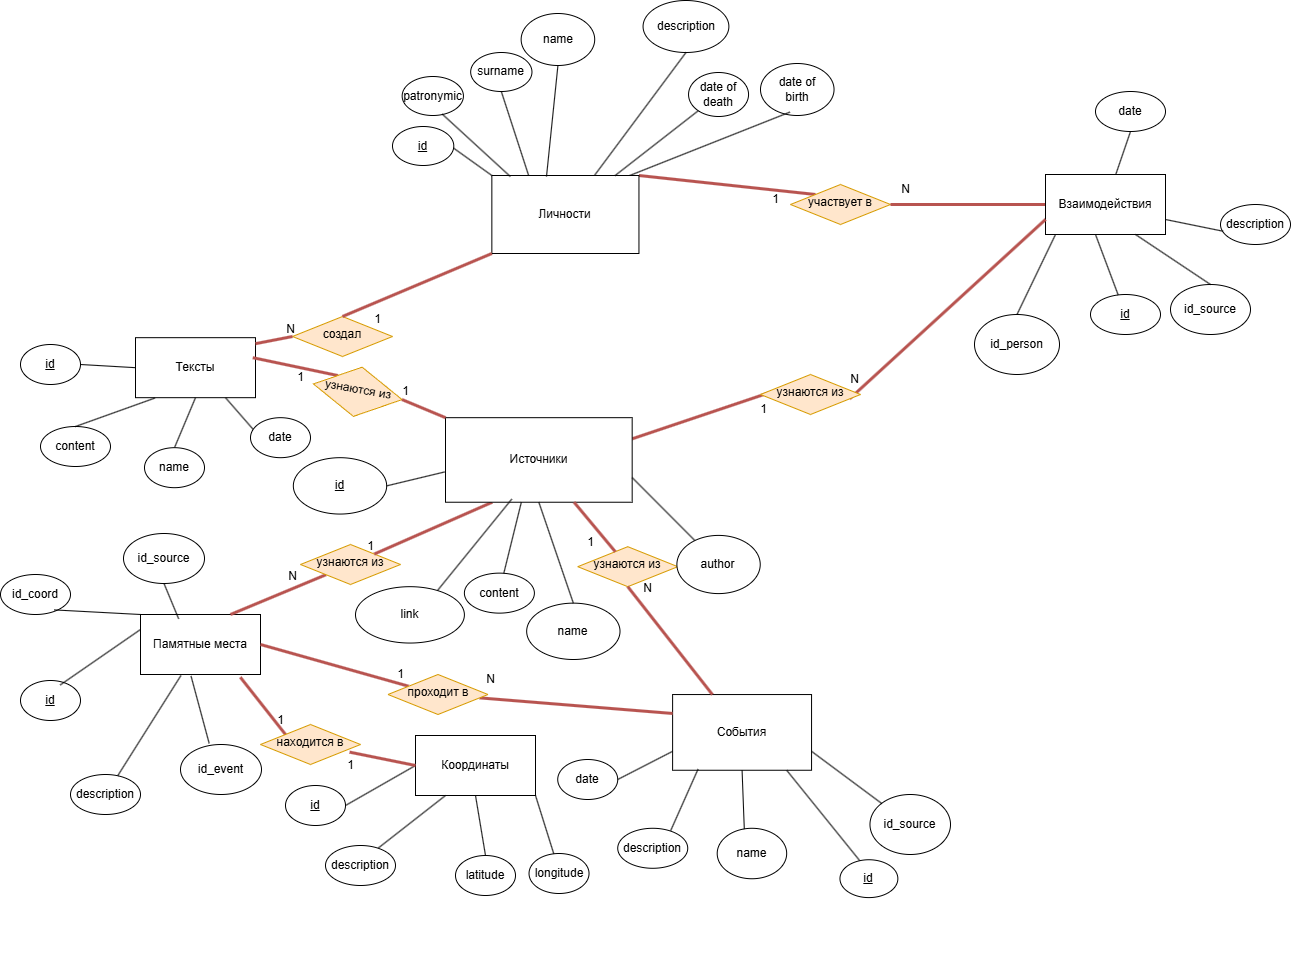 description
name
surname
date of
death
date of
birth
patronymic
id
date
Личности
участвует в
1
N
Взаимодействия
description
id_person
id
id_source
создал
1
N
Тексты
id
content
name
date
узнаются из
1
1
узнаются из
1
N
Источники
id
link
content
name
author
узнаются из
1
N
узнаются из
1
N
id_source
id_coord
Памятные места
id
description
id_event
проходит в
1
N
находится в
1
1
Координаты
id
description
latitude
longitude
События
date
description
name
id
id_source